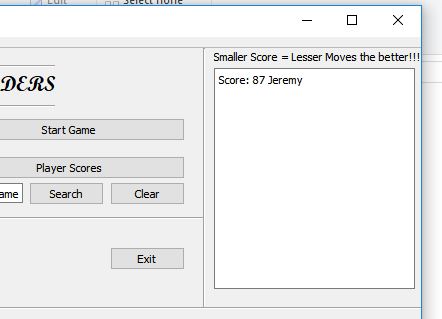 Edit
Select none
DERS
Smaller Score = Lesser Moves the better!!!
Score: 87 Jeremy
Start Game
Player Scores
ame
Search
Clear
Exit